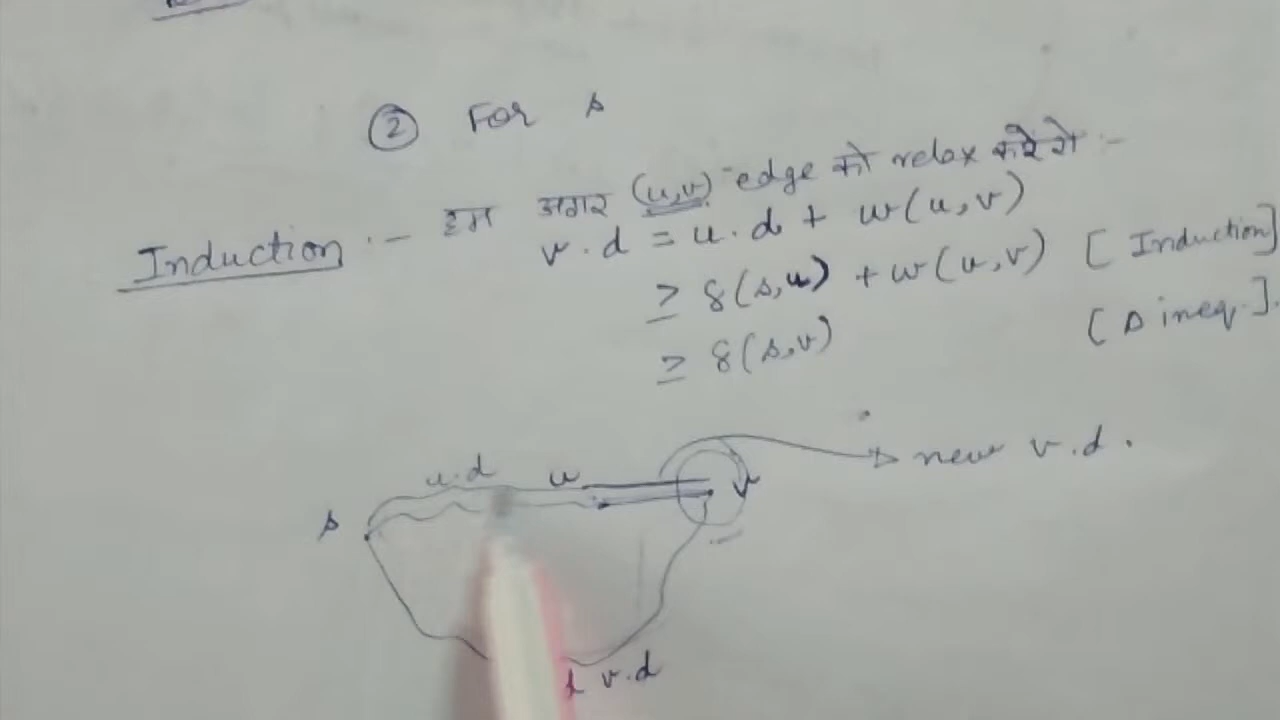 ② For s
Induction :- हम अगर (u,v) edge को relax करेंगे :-
v.d = u.d + w(u,v)
≥ δ(s,u) + w(u,v) [Induction]
≥ δ(s,v) [Δ ineq.].
u.d u v → new v.d.
s
v.d